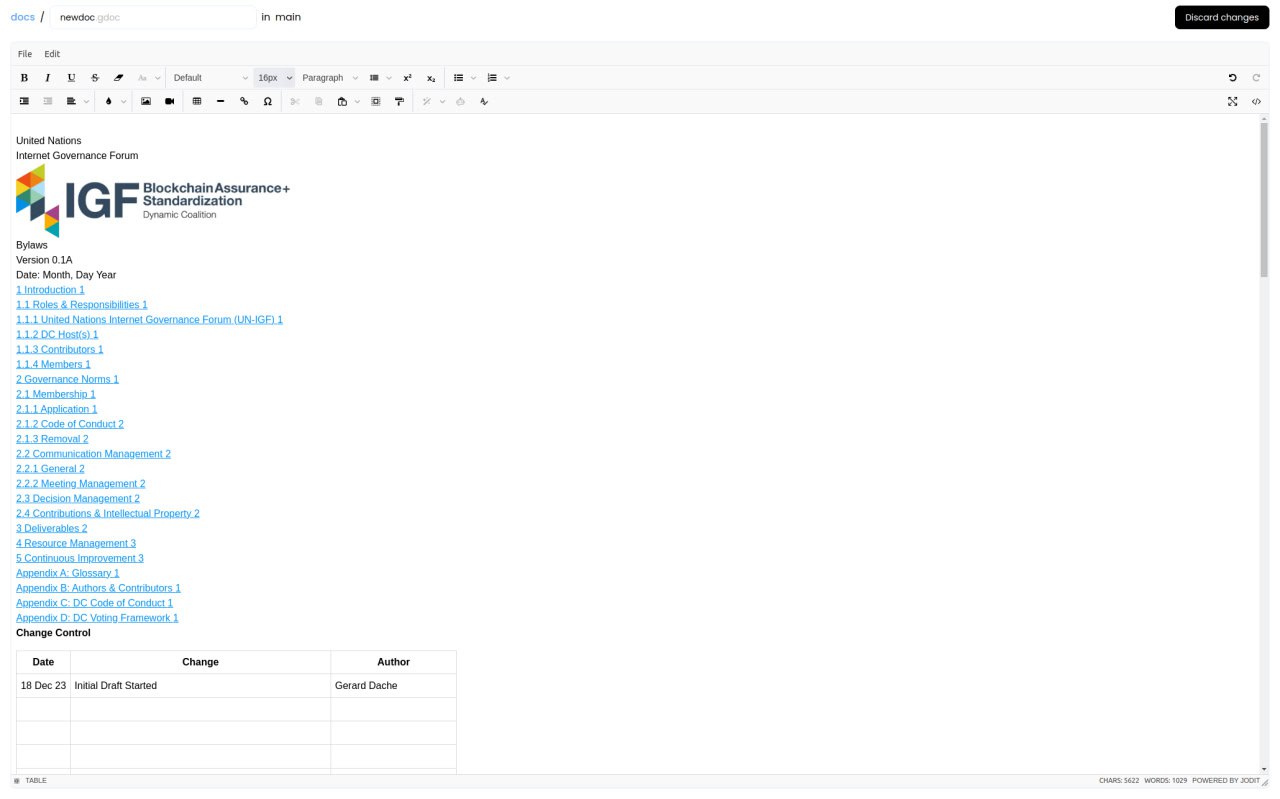 docs / newdoc.gdoc in main Discard changes
File Edit
B I U S Aa Default 16px Paragraph x² x₂
Ω
United Nations
Internet Governance Forum
IGF Blockchain Assurance+
Standardization
Dynamic Coalition
Bylaws
Version 0.1A
Date: Month, Day Year
1 Introduction 1
1.1 Roles & Responsibilities 1
1.1.1 United Nations Internet Governance Forum (UN-IGF) 1
1.1.2 DC Host(s) 1
1.1.3 Contributors 1
1.1.4 Members 1
2 Governance Norms 1
2.1 Membership 1
2.1.1 Application 1
2.1.2 Code of Conduct 2
2.1.3 Removal 2
2.2 Communication Management 2
2.2.1 General 2
2.2.2 Meeting Management 2
2.3 Decision Management 2
2.4 Contributions & Intellectual Property 2
3 Deliverables 2
4 Resource Management 3
5 Continuous Improvement 3
Appendix A: Glossary 1
Appendix B: Authors & Contributors 1
Appendix C: DC Code of Conduct 1
Appendix D: DC Voting Framework 1
Change Control
Date Change Author
18 Dec 23 Initial Draft Started Gerard Dache
TABLE CHARS: 5622 WORDS: 1029 POWERED BY JODIT